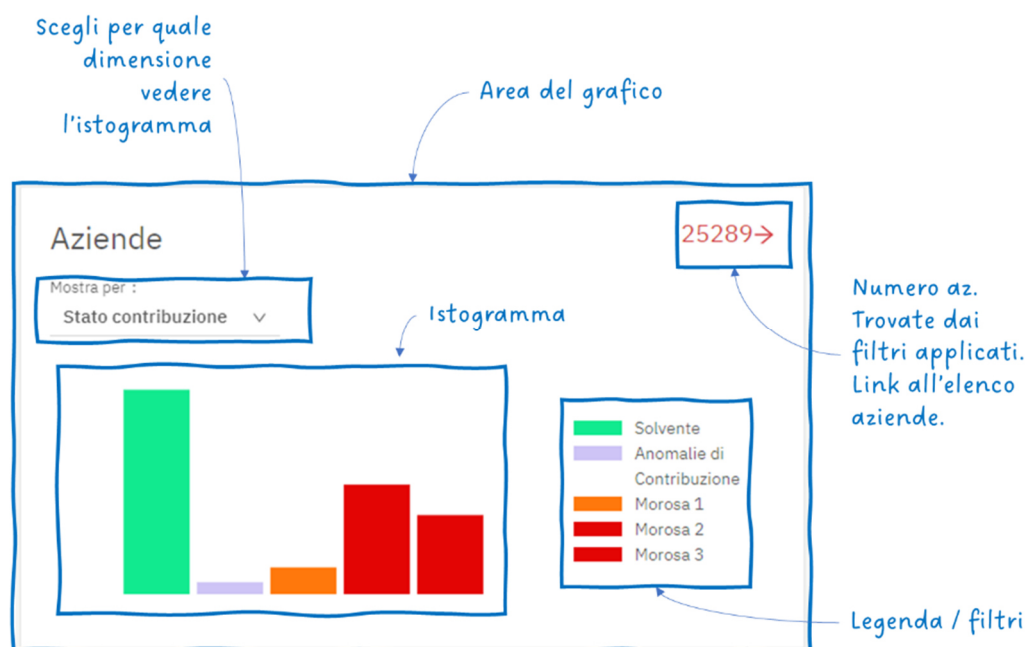 Scegli per quale
dimensione
vedere
l'istogramma
Area del grafico
Aziende
25289→
Mostra per :
Stato contribuzione
Istogramma
Numero az.
Trovate dai
filtri applicati.
Link all'elenco
aziende.
Solvente
Anomalie di
Contribuzione
Morosa 1
Morosa 2
Morosa 3
Legenda / filtri